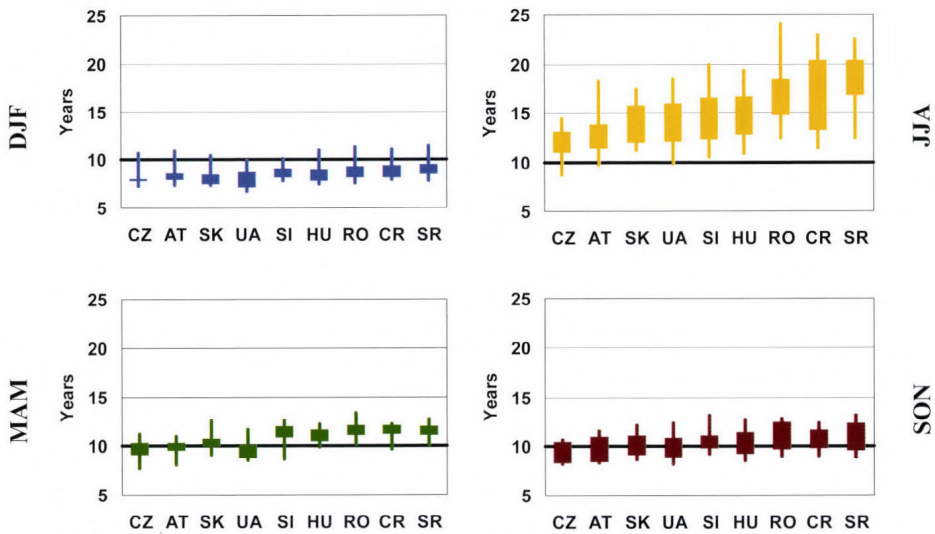 DJF
Years
25
20
15
10
5
CZ AT SK UA SI HU RO CR SR
JJA
Years
25
20
15
10
5
CZ AT SK UA SI HU RO CR SR
MAM
Years
25
20
15
10
5
CZ AT SK UA SI HU RO CR SR
SON
Years
25
20
15
10
5
CZ AT SK UA SI HU RO CR SR